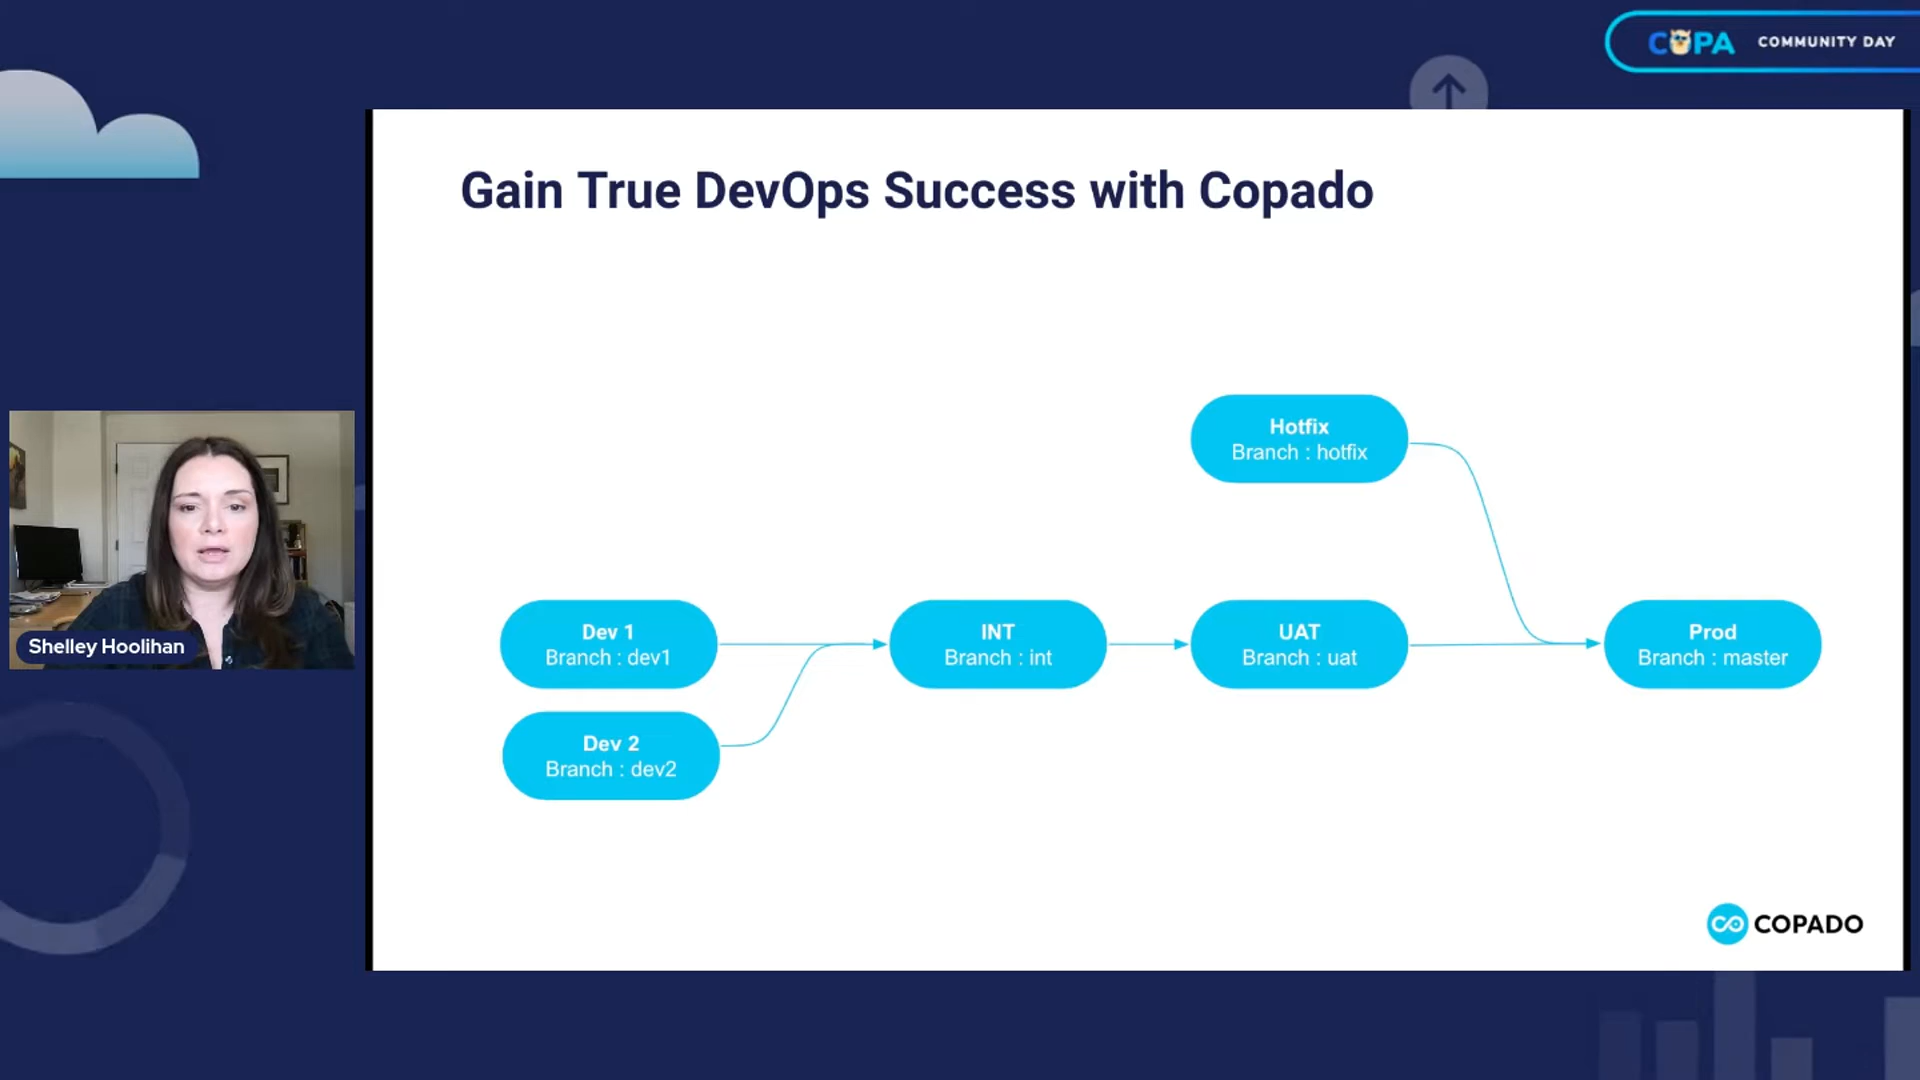 COPA COMMUNITY DAY
Gain True DevOps Success with Copado
Hotfix
Branch : hotfix
Dev 1
Branch : dev1
INT
Branch : int
UAT
Branch : uat
Prod
Branch : master
Dev 2
Branch : dev2
Shelley Hoolihan
COPADO